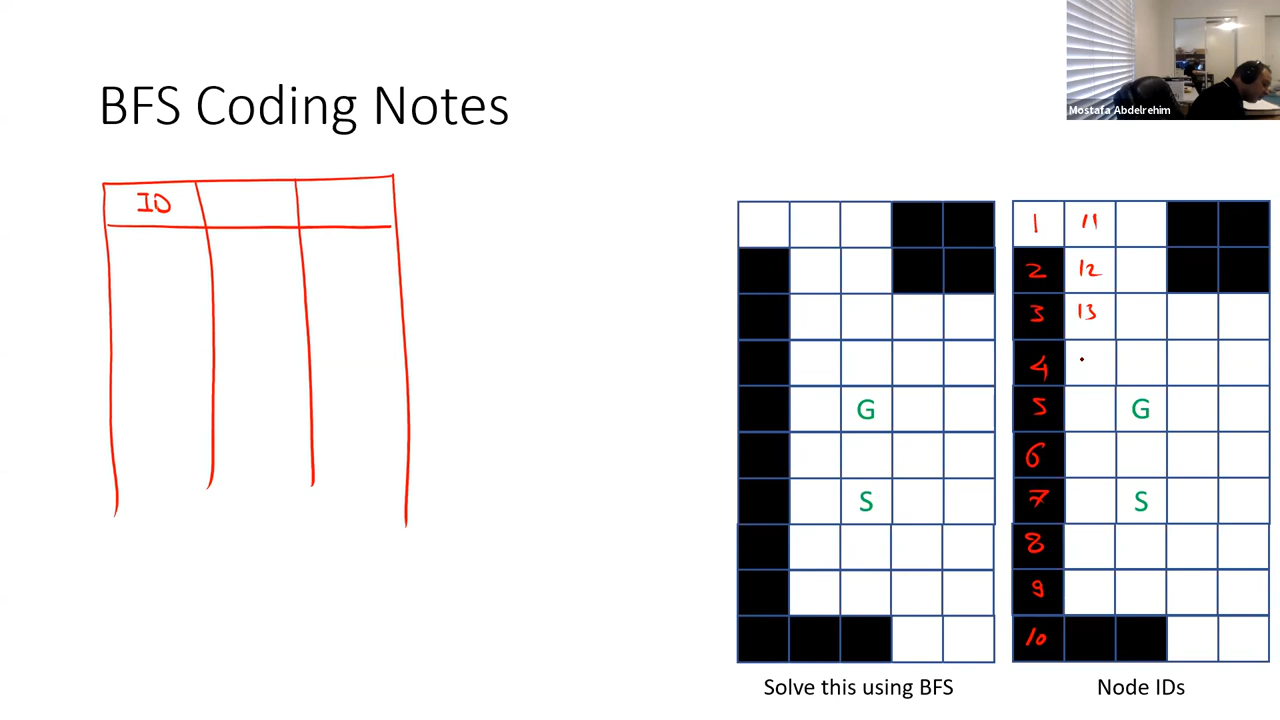 Mostafa Abdelrehim
BFS Coding Notes
ID
G
S
Solve this using BFS
1 11
2 12
3 13
4
5 G
6
7 S
8
9
10
Node IDs